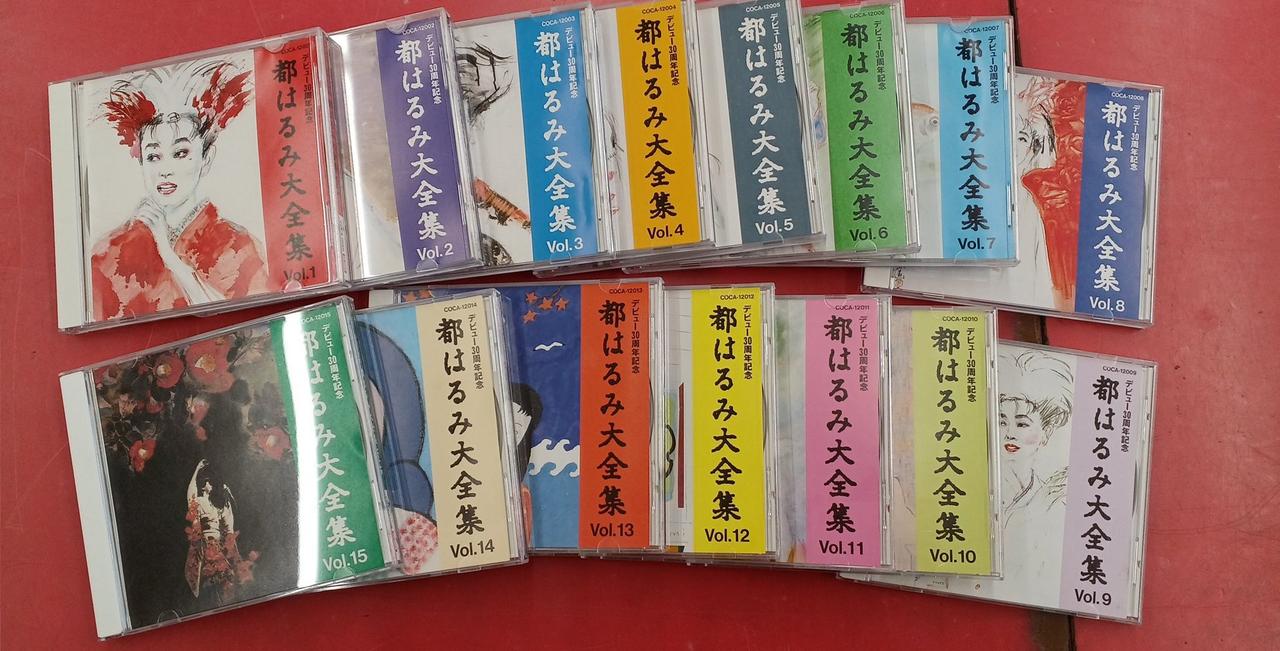 COCA-1200
デビュー30周年記念
都はるみ大全集
Vol.1
COCA-12002
都はるみ大全集
Vol.2
COCA-12003
デビュー30周年記念
都はるみ大全集
Vol.3
COCA-12004
デビュー30周年記念
都はるみ大全集
Vol.4
COCA-12005
デビュー30周年記念
都はるみ大全集
Vol.5
COCA-12006
デビュー30周年記念
都はるみ大全集
Vol.6
COCA-12007
デビュー30周年記念
都はるみ大全集
Vol.7
COCA-12008
デビュー30周年記念
都はるみ大全集
Vol.8
COCA-12015
デビュー30周年記念
都はるみ大全集
Vol.15
COCA-12014
デビュー30周年記念
都はるみ大全集
Vol.14
COCA-12013
デビュー30周年記念
都はるみ大全集
Vol.13
COCA-12012
デビュー30周年記念
都はるみ大全集
Vol.12
COCA-12011
デビュー30周年記念
都はるみ大全集
Vol.11
COCA-12010
デビュー30周年記念
都はるみ大全集
Vol.10
COCA-12009
デビュー30周年記念
都はるみ大全集
Vol.9